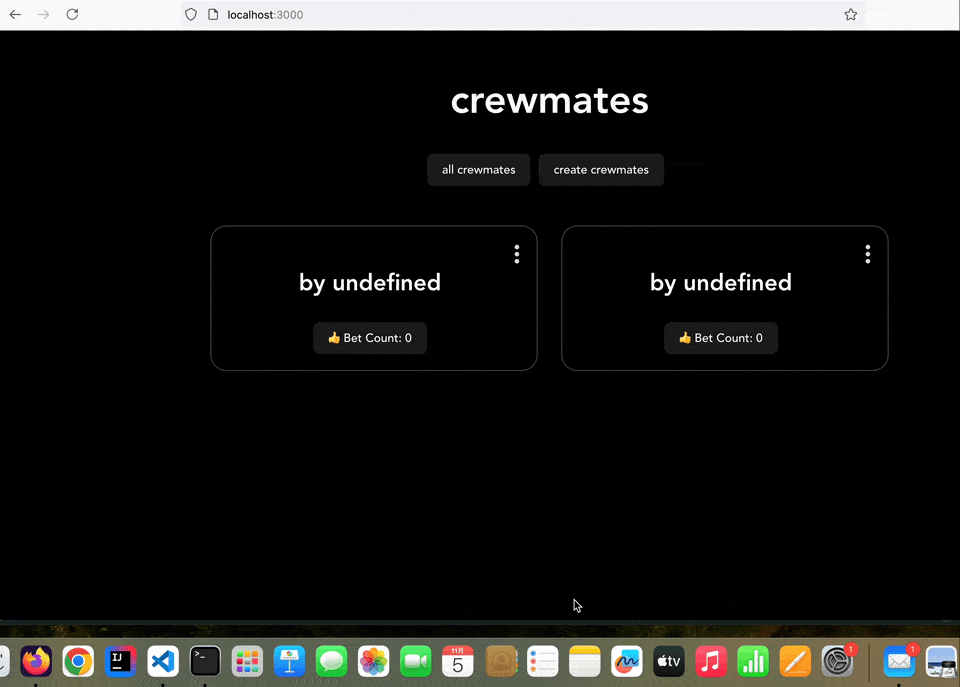 localhost:3000
crewmates
all crewmates
create crewmates
by undefined
👍 Bet Count: 0
by undefined
👍 Bet Count: 0
IJ
>_
11月
5
tv
1
1